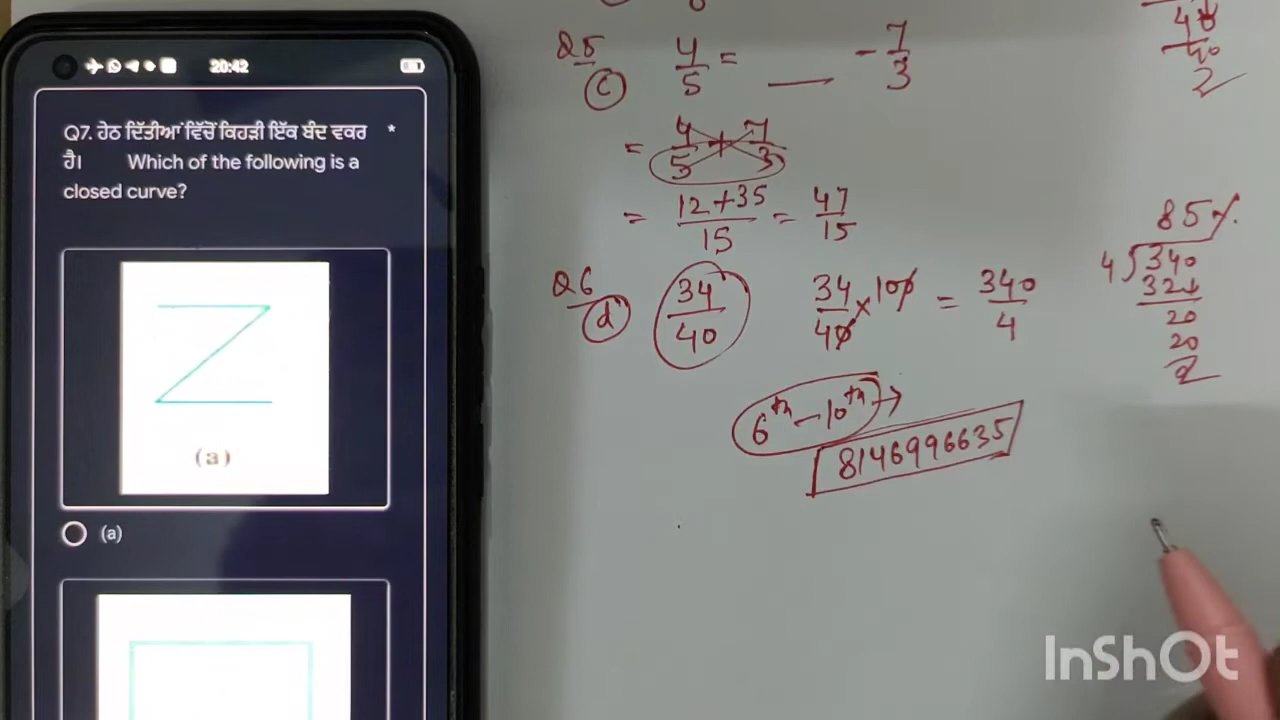 20:42
Q7. ਹੇਠ ਦਿੱਤੀਆਂ ਵਿੱਚੋਂ ਕਿਹੜੀ ਇੱਕ ਬੰਦ ਵਕਰ *
ਹੈ। Which of the following is a
closed curve?
(a)
(a)
Q5
(c) 4/5 = ___ - 7/3
= 4/5 + 7/3
= 12+35/15 = 47/15
Q6
(d) 34/40 34/40 × 100 = 340/4
85%
4 340
20
20
6th - 10th →
8146996635
InShOt